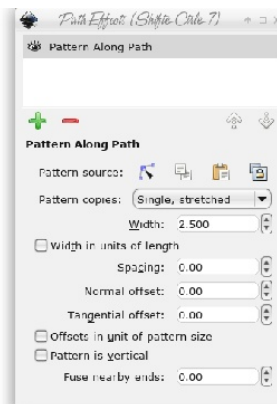 Path Effects (Shift+Ctrl+7)
Pattern Along Path
Pattern Along Path
Pattern source:
Pattern copies: Single, stretched
Width: 2.500
Width in units of length
Spacing: 0.00
Normal offset: 0.00
Tangential offset: 0.00
Offsets in unit of pattern size
Pattern is vertical
Fuse nearby ends: 0.00